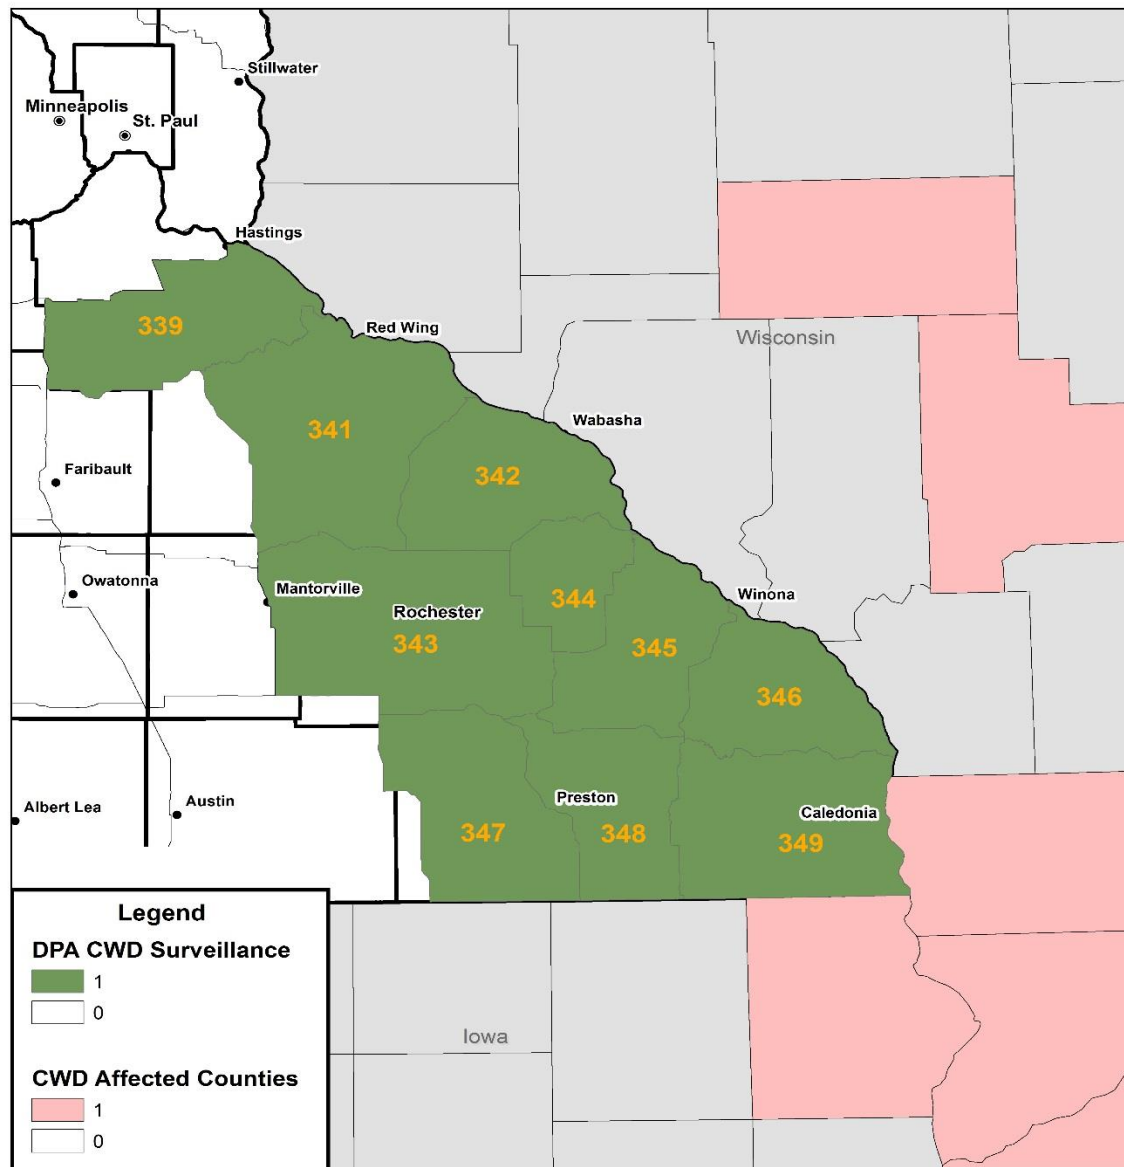 Stillwater
Minneapolis
St. Paul
Hastings
339
Red Wing
Wisconsin
341
Wabasha
342
Faribault
Owatonna
Mantorville
344
Winona
Rochester
343
345
346
Albert Lea
Austin
Preston
Caledonia
347
348
349
Legend
DPA CWD Surveillance
1
0
CWD Affected Counties
1
0
Iowa